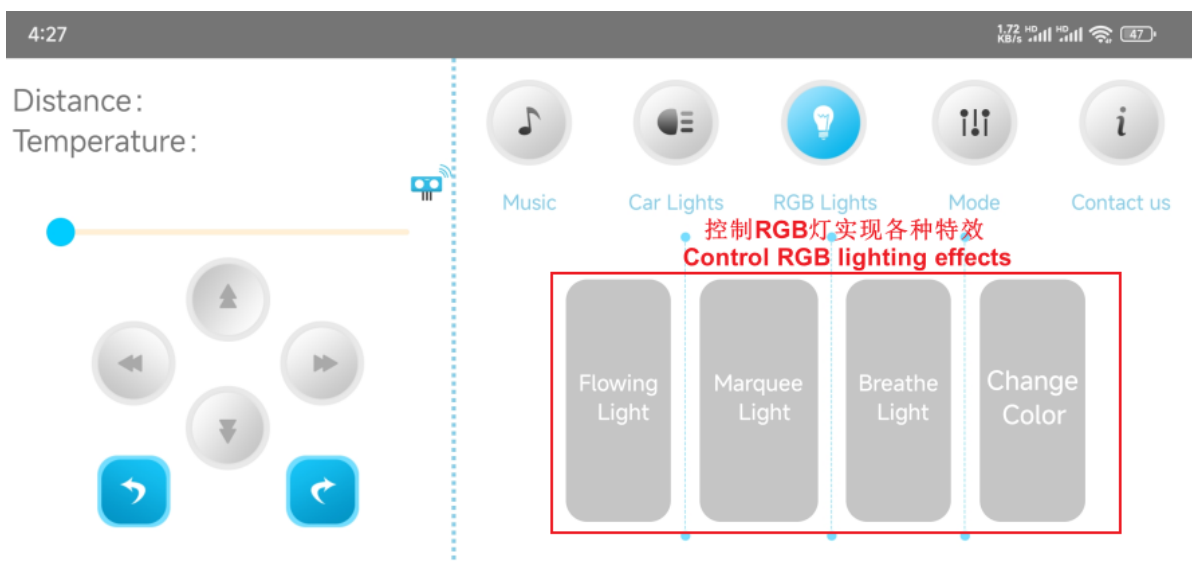 4:27
1.72
KB/s
HD
HD
47
Distance:
Temperature:
Music
Car Lights
RGB Lights
Mode
Contact us
控制RGB灯实现各种特效
Control RGB lighting effects
Flowing
Light
Marquee
Light
Breathe
Light
Change
Color